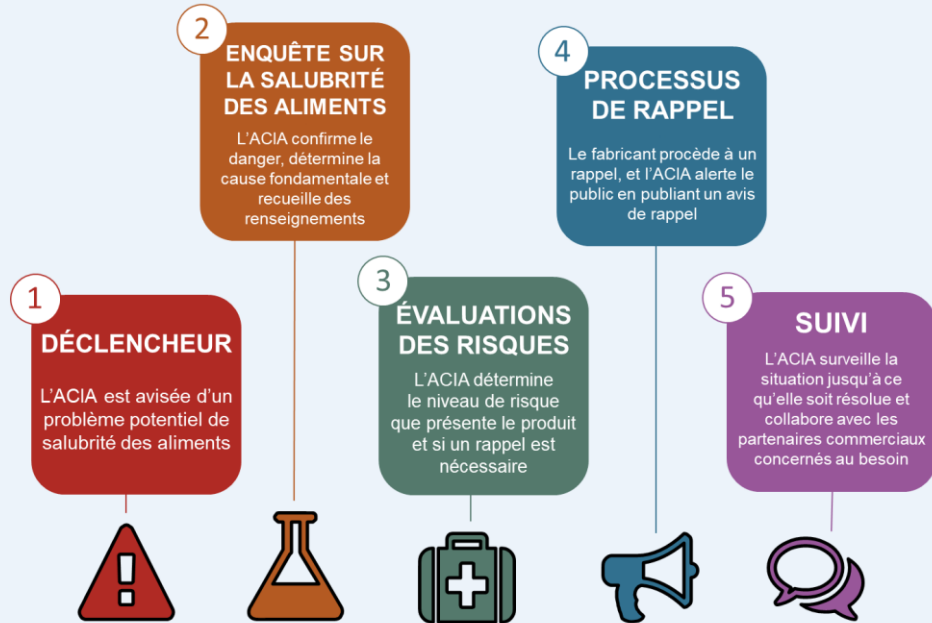 1
DÉCLENCHEUR
L'ACIA est avisée d'un
problème potentiel de
salubrité des aliments
2
ENQUÊTE SUR
LA SALUBRITÉ
DES ALIMENTS
L'ACIA confirme le
danger, détermine la
cause fondamentale et
recueille des
renseignements
3
ÉVALUATIONS
DES RISQUES
L'ACIA détermine
le niveau de risque
que présente le produit
et si un rappel est
nécessaire
4
PROCESSUS
DE RAPPEL
Le fabricant procède à un
rappel, et l'ACIA alerte le
public en publiant un avis
de rappel
5
SUIVI
L'ACIA surveille la
situation jusqu'à ce
qu'elle soit résolue et
collabore avec les
partenaires commerciaux
concernés au besoin